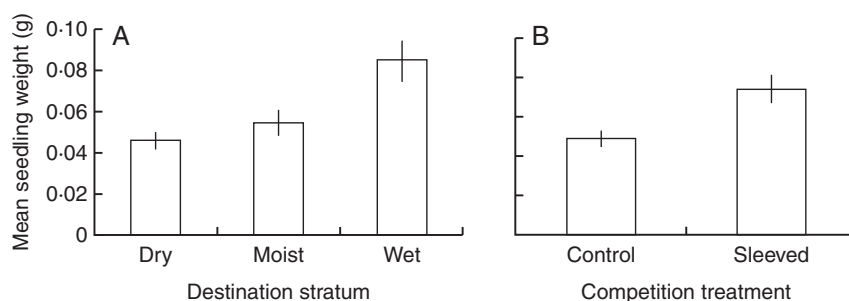 Mean seedling weight (g)
0·10
0·08
0·06
0·04
0·02
0
A
Dry
Moist
Wet
Destination stratum
B
Control
Sleeved
Competition treatment